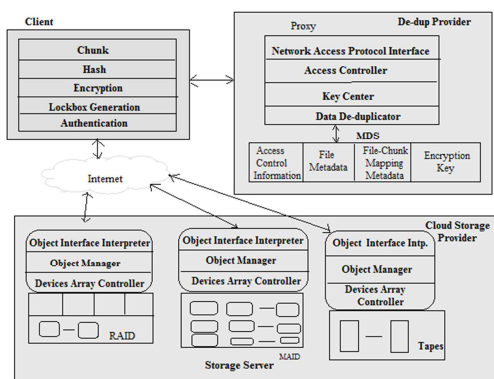 Client
Chunk
Hash
Encryption
Lockbox Generation
Authentication
De-dup Provider
Proxy
Network Access Protocol Interface
Access Controller
Key Center
Data De-duplicator
MDS
Access
Control
Information
File
Metadata
File-Chunk
Mapping
Metadata
Encryption
Key
Internet
Cloud Storage
Provider
Object Interface Interpreter
Object Manager
Devices Array Controller
RAID
Object Interface Interpreter
Object Manager
Devices Array Controller
MAID
Storage Server
Object Interface Intp.
Object Manager
Devices Array
Controller
Tapes